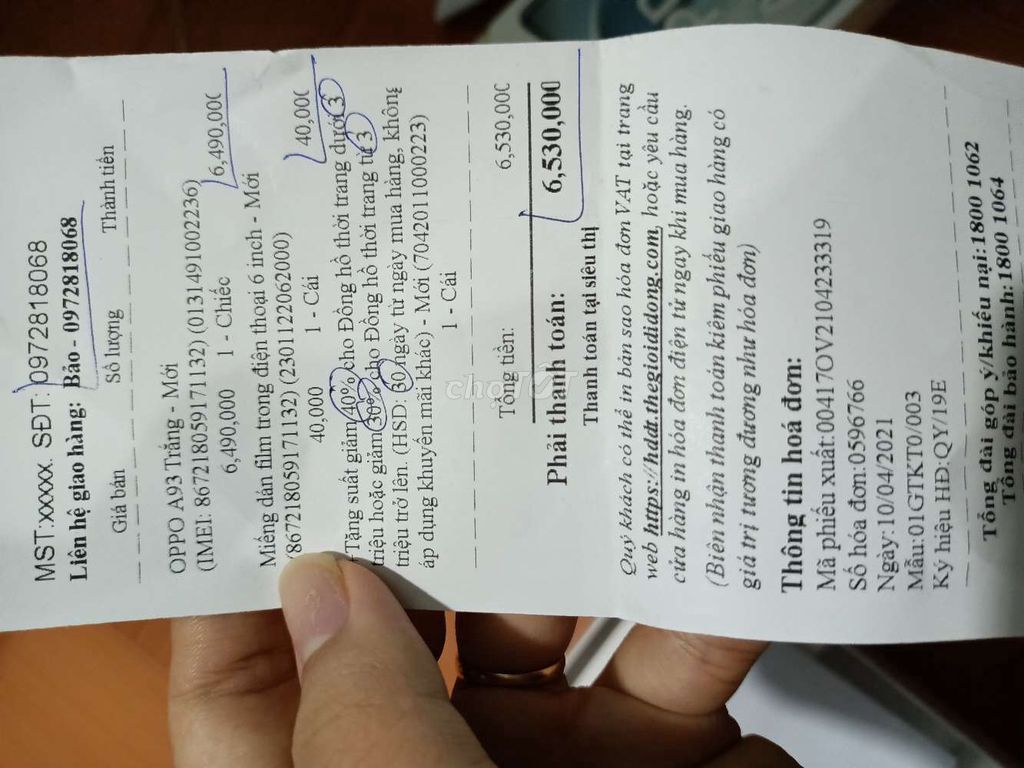 MST:xxxxx. SĐT: 0972818068
Liên hệ giao hàng: Bảo - 0972818068
Giá bán Số lượng Thành tiền
OPPO A93 Trắng - Mới
(IMEI: 867218059171132) (0131491002236)
6,490,000 1 - Chiếc 6,490,000
Miếng dán film trong điện thoại 6 inch - Mới
(867218059171132) (2301122062000)
40,000 1 - Cái 40,000
*Tặng suất giảm 40% cho Đồng hồ thời trang dưới 3
triệu hoặc giảm 30% cho Đồng hồ thời trang từ 3
triệu trở lên. (HSD: 30 ngày từ ngày mua hàng, không
áp dụng khuyến mãi khác) - Mới (7042011000223)
1 - Cái
Tổng tiền: 6,530,000
Phải thanh toán: 6,530,000
Thanh toán tại siêu thị
Quý khách có thể in bản sao hóa đơn VAT tại trang
web https://hddt.thegioididong.com, hoặc yêu cầu
cửa hàng in hóa đơn điện tử ngay khi mua hàng.
(Biên nhận thanh toán kiêm phiếu giao hàng có
giá trị tương đương như hóa đơn)
Thông tin hoá đơn:
Mã phiếu xuất:00417OV2104233319
Số hóa đơn:0596766
Ngày:10/04/2021
Mẫu:01GTKT0/003
Ký hiệu HĐ:QY/19E
Tổng đài góp ý/khiếu nại:1800 1062
Tổng đài bảo hành: 1800 1064
chợTỐT